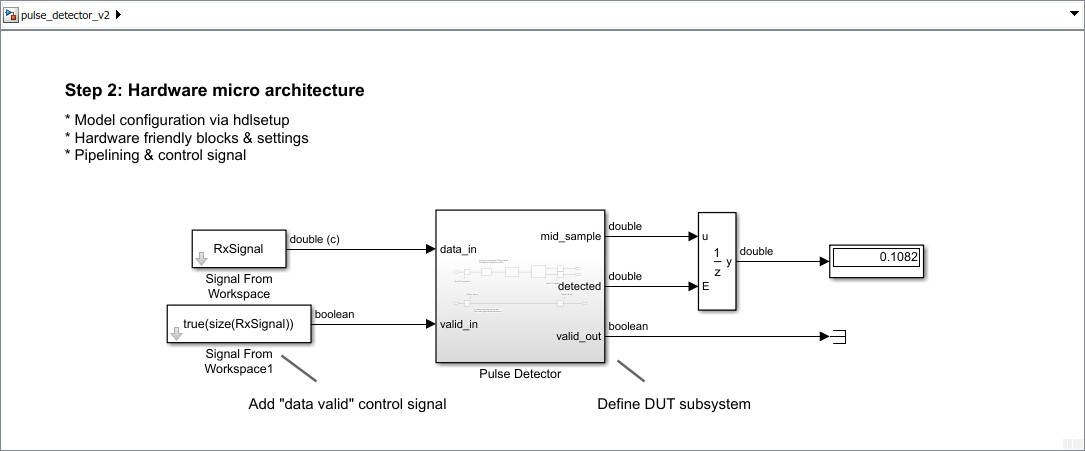 pulse_detector_v2
Step 2: Hardware micro architecture
* Model configuration via hdlsetup
* Hardware friendly blocks & settings
* Pipelining & control signal
RxSignal
double (c)
Signal From
Workspace
true(size(RxSignal))
boolean
Signal From
Workspace1
data_in
valid_in
mid_sample
detected
valid_out
Pulse Detector
double
double
boolean
u
E
1
z
y
double
0.1082
Add "data valid" control signal
Define DUT subsystem